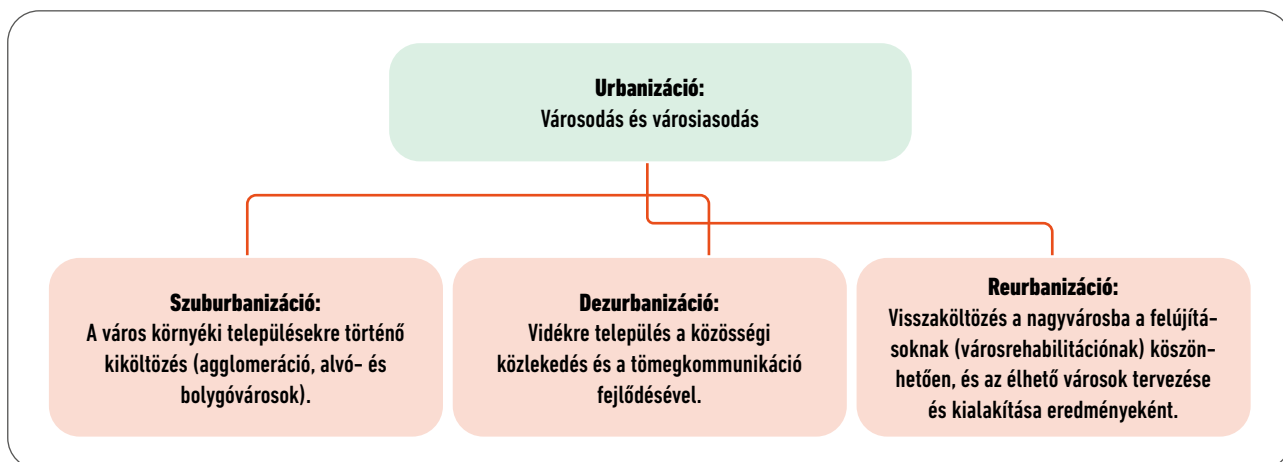 Urbanizáció:
Városodás és városiasodás
Szuburbanizáció:
A város környéki településekre történő
kiköltözés (agglomeráció, alvó- és
bolygóvárosok).
Dezurbanizáció:
Vidékre település a közösségi
közlekedés és a tömegkommunikáció
fejlődésével.
Reurbanizáció:
Visszaköltözés a nagyvárosba a felújítá-
soknak (városrehabilitációnak) köszön-
hetően, és az élhető városok tervezése
és kialakítása eredményeként.